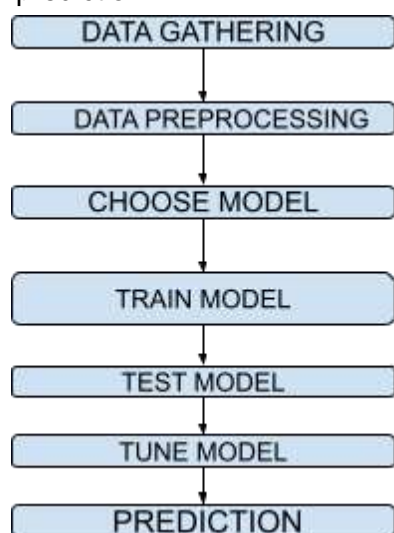 DATA GATHERING
DATA PREPROCESSING
CHOOSE MODEL
TRAIN MODEL
TEST MODEL
TUNE MODEL
PREDICTION